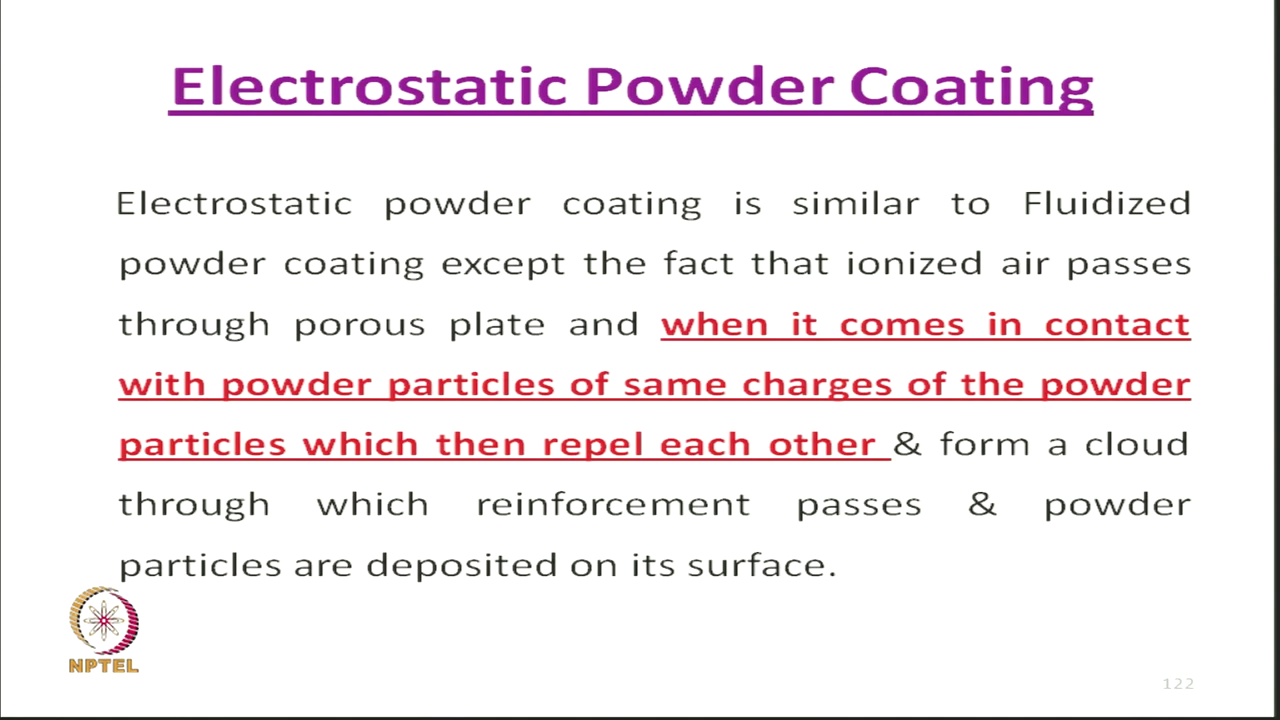 Electrostatic Powder Coating
Electrostatic powder coating is similar to Fluidized
powder coating except the fact that ionized air passes
through porous plate and when it comes in contact
with powder particles of same charges of the powder
particles which then repel each other & form a cloud
through which reinforcement passes & powder
particles are deposited on its surface.
NPTEL
122